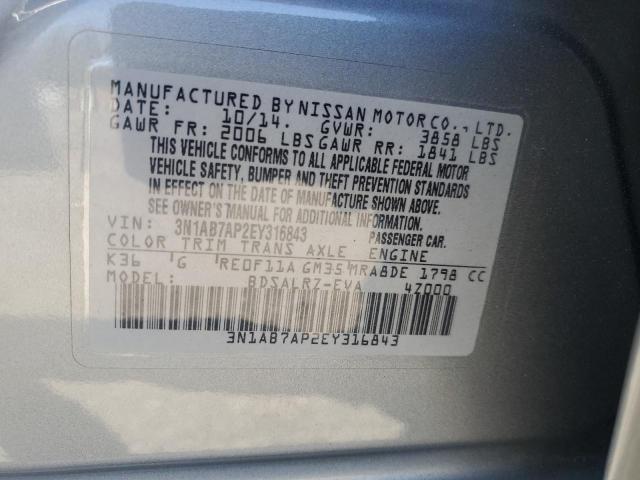 MANUFACTURED BY NISSAN MOTOR CO., LTD.
DATE: 10/14. GVWR: 3858 LBS
GAWR FR: 2006 LBS GAWR RR: 1841 LBS
THIS VEHICLE CONFORMS TO ALL APPLICABLE FEDERAL MOTOR
VEHICLE SAFETY, BUMPER AND THEFT PREVENTION STANDARDS
IN EFFECT ON THE DATE OF MANUFACTURE SHOWN ABOVE.
SEE OWNER'S MANUAL FOR ADDITIONAL INFORMATION.
VIN: 3N1AB7AP2EY316843 PASSENGER CAR.
COLOR TRIM TRANS AXLE ENGINE
K36 G RE0F11A GM35 MRA8DE 1798 CC
MODEL: BDSALRZ-EVA 4Z000
3N1AB7AP2EY316843